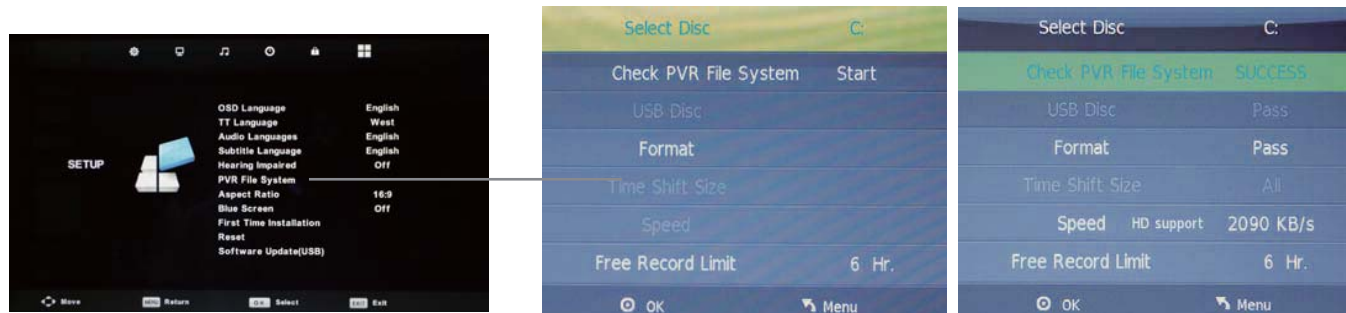 SETUP
OSD Language English
TT Language West
Audio Languages English
Subtitle Language English
Hearing Impaired Off
PVR File System
Aspect Ratio 16:9
Blue Screen Off
First Time Installation
Reset
Software Update(USB)
Move MENU Return OK Select EXIT Exit
Select Disc C:
Check PVR File System Start
USB Disc
Format
Time Shift Size
Speed
Free Record Limit 6 Hr.
OK Menu
Select Disc C:
Check PVR File System SUCCESS
USB Disc Pass
Format Pass
Time Shift Size All
Speed HD support 2090 KB/s
Free Record Limit 6 Hr.
OK Menu